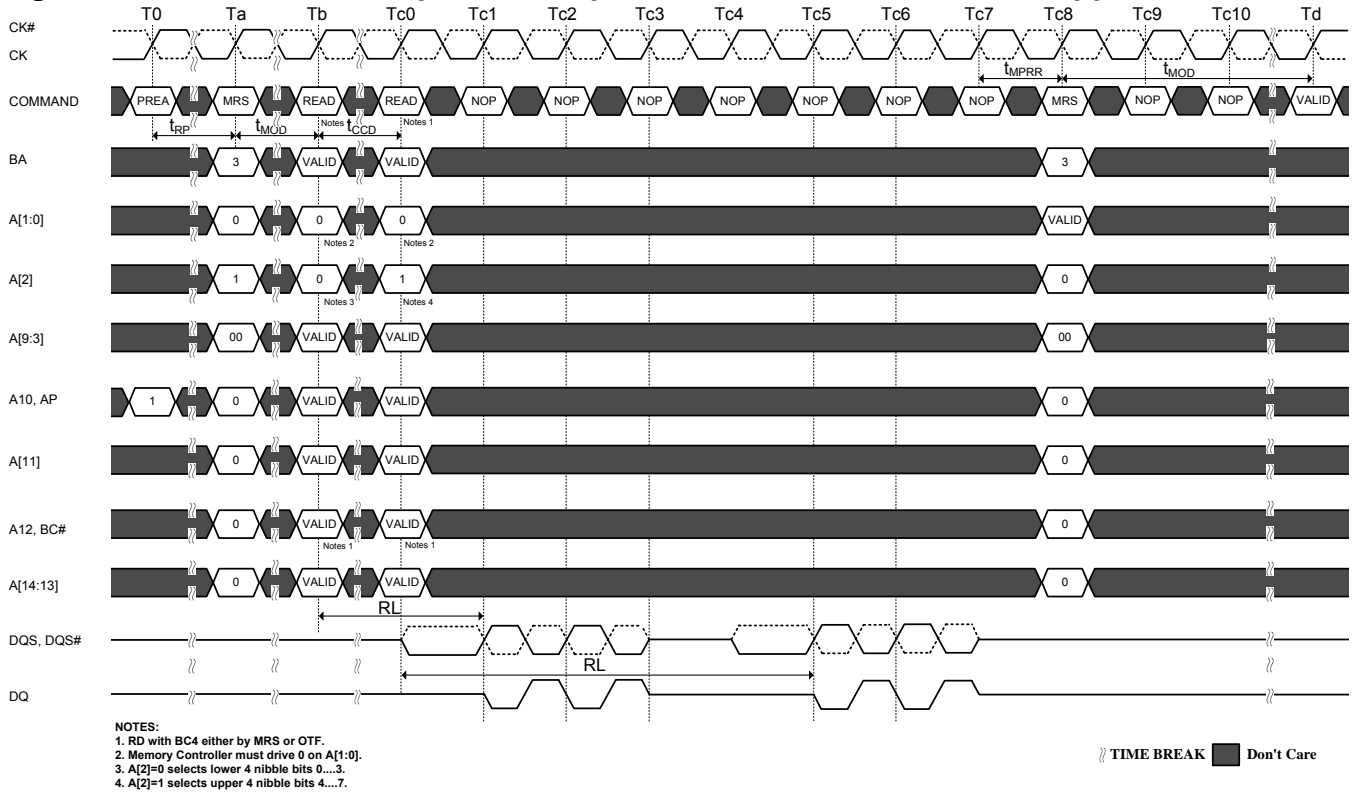 T0 Ta Tb Tc0 Tc1 Tc2 Tc3 Tc4 Tc5 Tc6 Tc7 Tc8 Tc9 Tc10 Td
CK#
CK
tMPRR tMOD
COMMAND PREA MRS READ READ NOP NOP NOP NOP NOP NOP NOP MRS NOP NOP VALID
Notes 1
tRP tMOD tCCD
BA 3 VALID VALID 3
A[1:0] 0 0 0 VALID
Notes 2 Notes 2
A[2] 1 0 1 0
Notes 3 Notes 4
A[9:3] 00 VALID VALID 00
A10, AP 1 0 VALID VALID 0
A[11] 0 VALID VALID 0
A12, BC# 0 VALID VALID 0
Notes 1 Notes 1
A[14:13] 0 VALID VALID 0
RL
DQS, DQS#
RL
DQ
NOTES:
1. RD with BC4 either by MRS or OTF.
2. Memory Controller must drive 0 on A[1:0].
3. A[2]=0 selects lower 4 nibble bits 0....3.
4. A[2]=1 selects upper 4 nibble bits 4....7.
TIME BREAK Don't Care